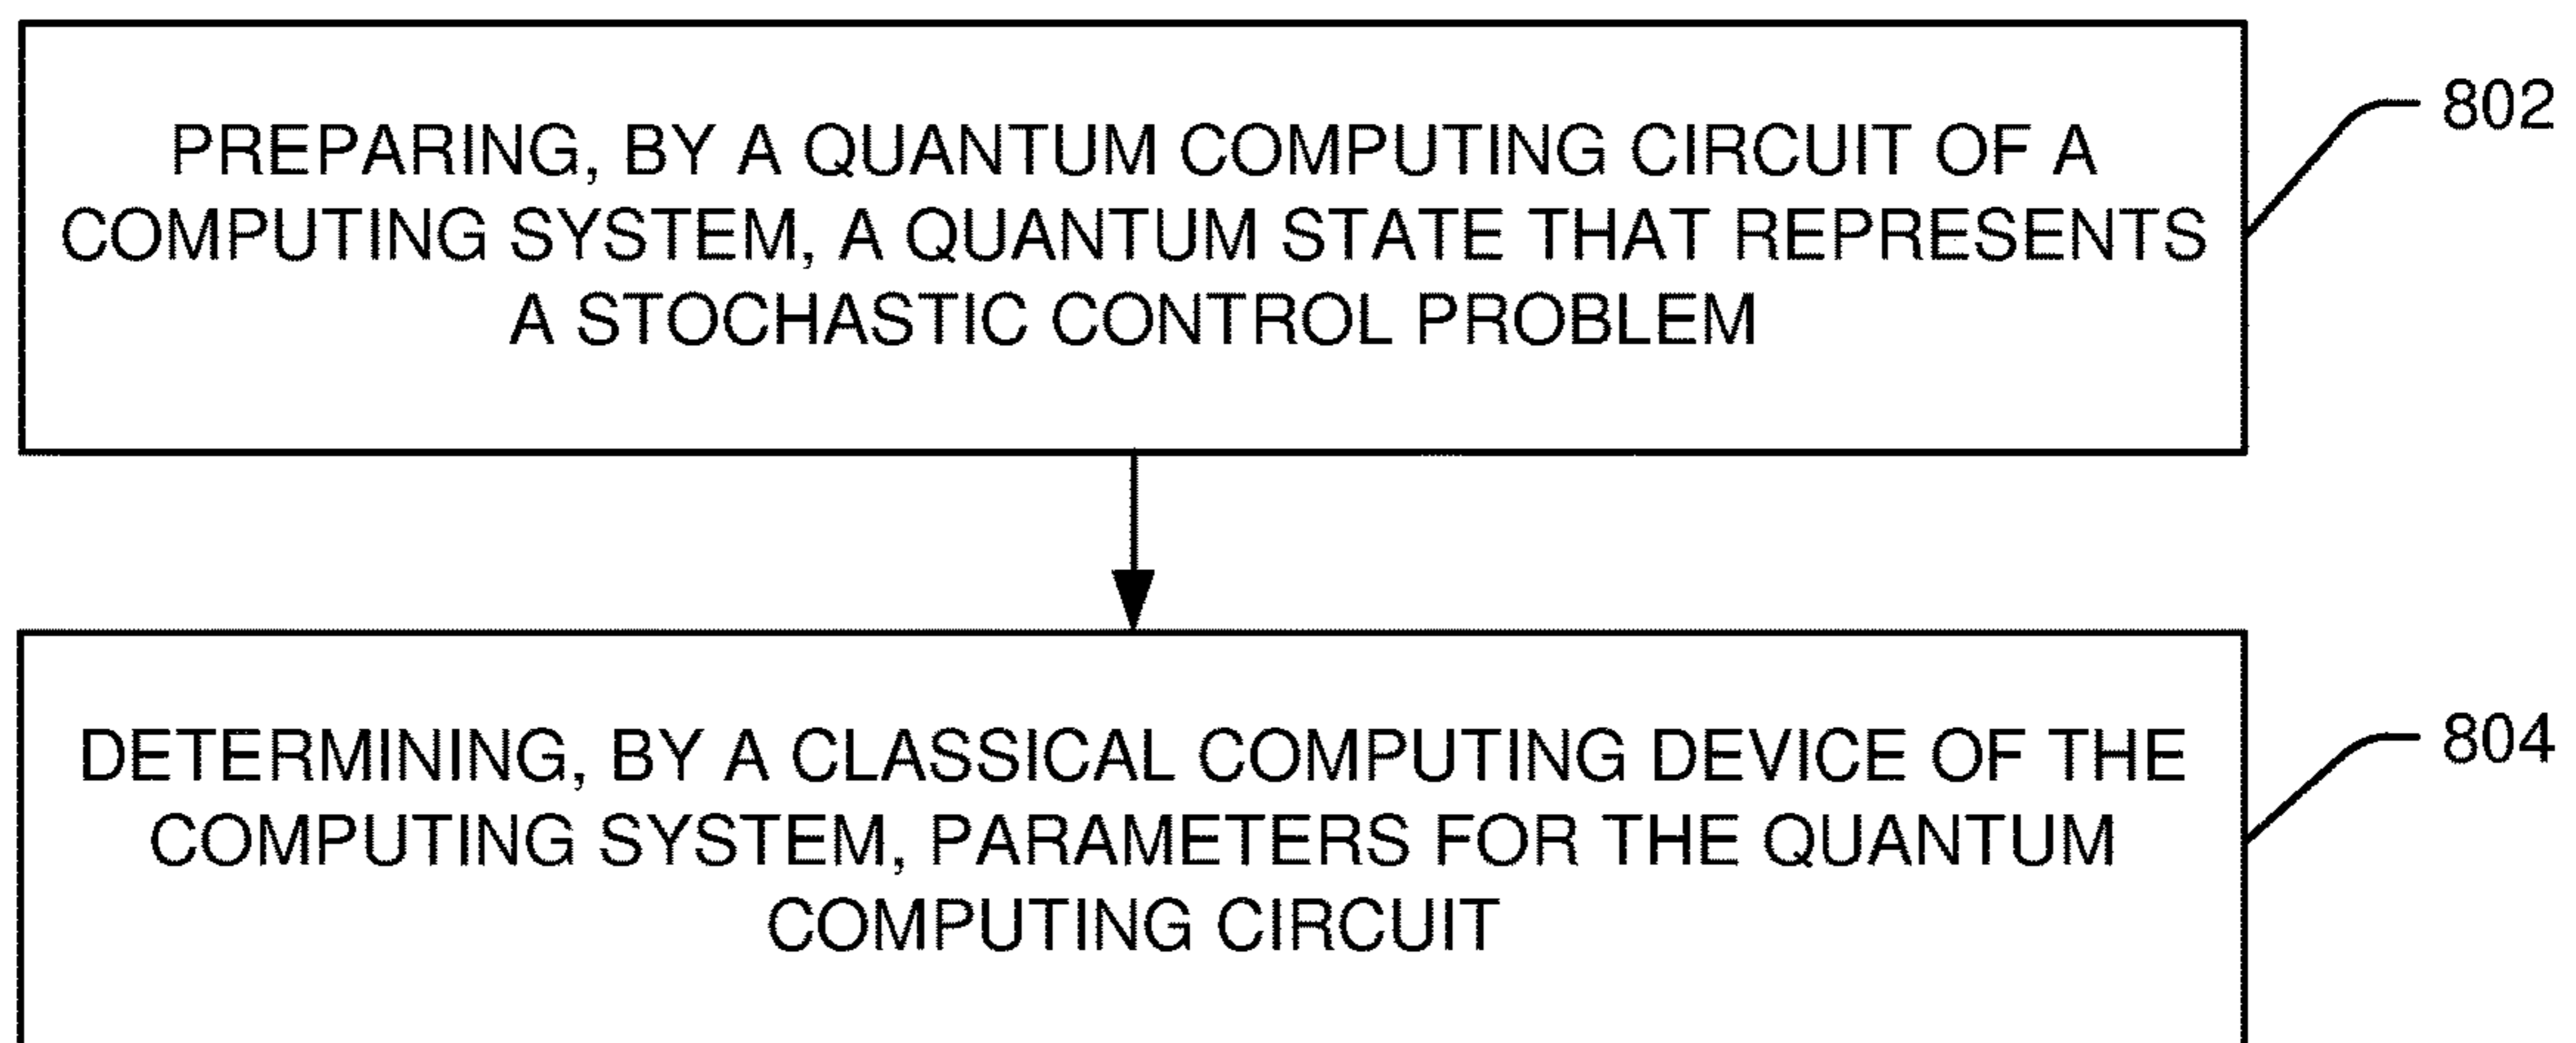 PREPARING, BY A QUANTUM COMPUTING CIRCUIT OF A
COMPUTING SYSTEM, A QUANTUM STATE THAT REPRESENTS
A STOCHASTIC CONTROL PROBLEM
802
DETERMINING, BY A CLASSICAL COMPUTING DEVICE OF THE
COMPUTING SYSTEM, PARAMETERS FOR THE QUANTUM
COMPUTING CIRCUIT
804